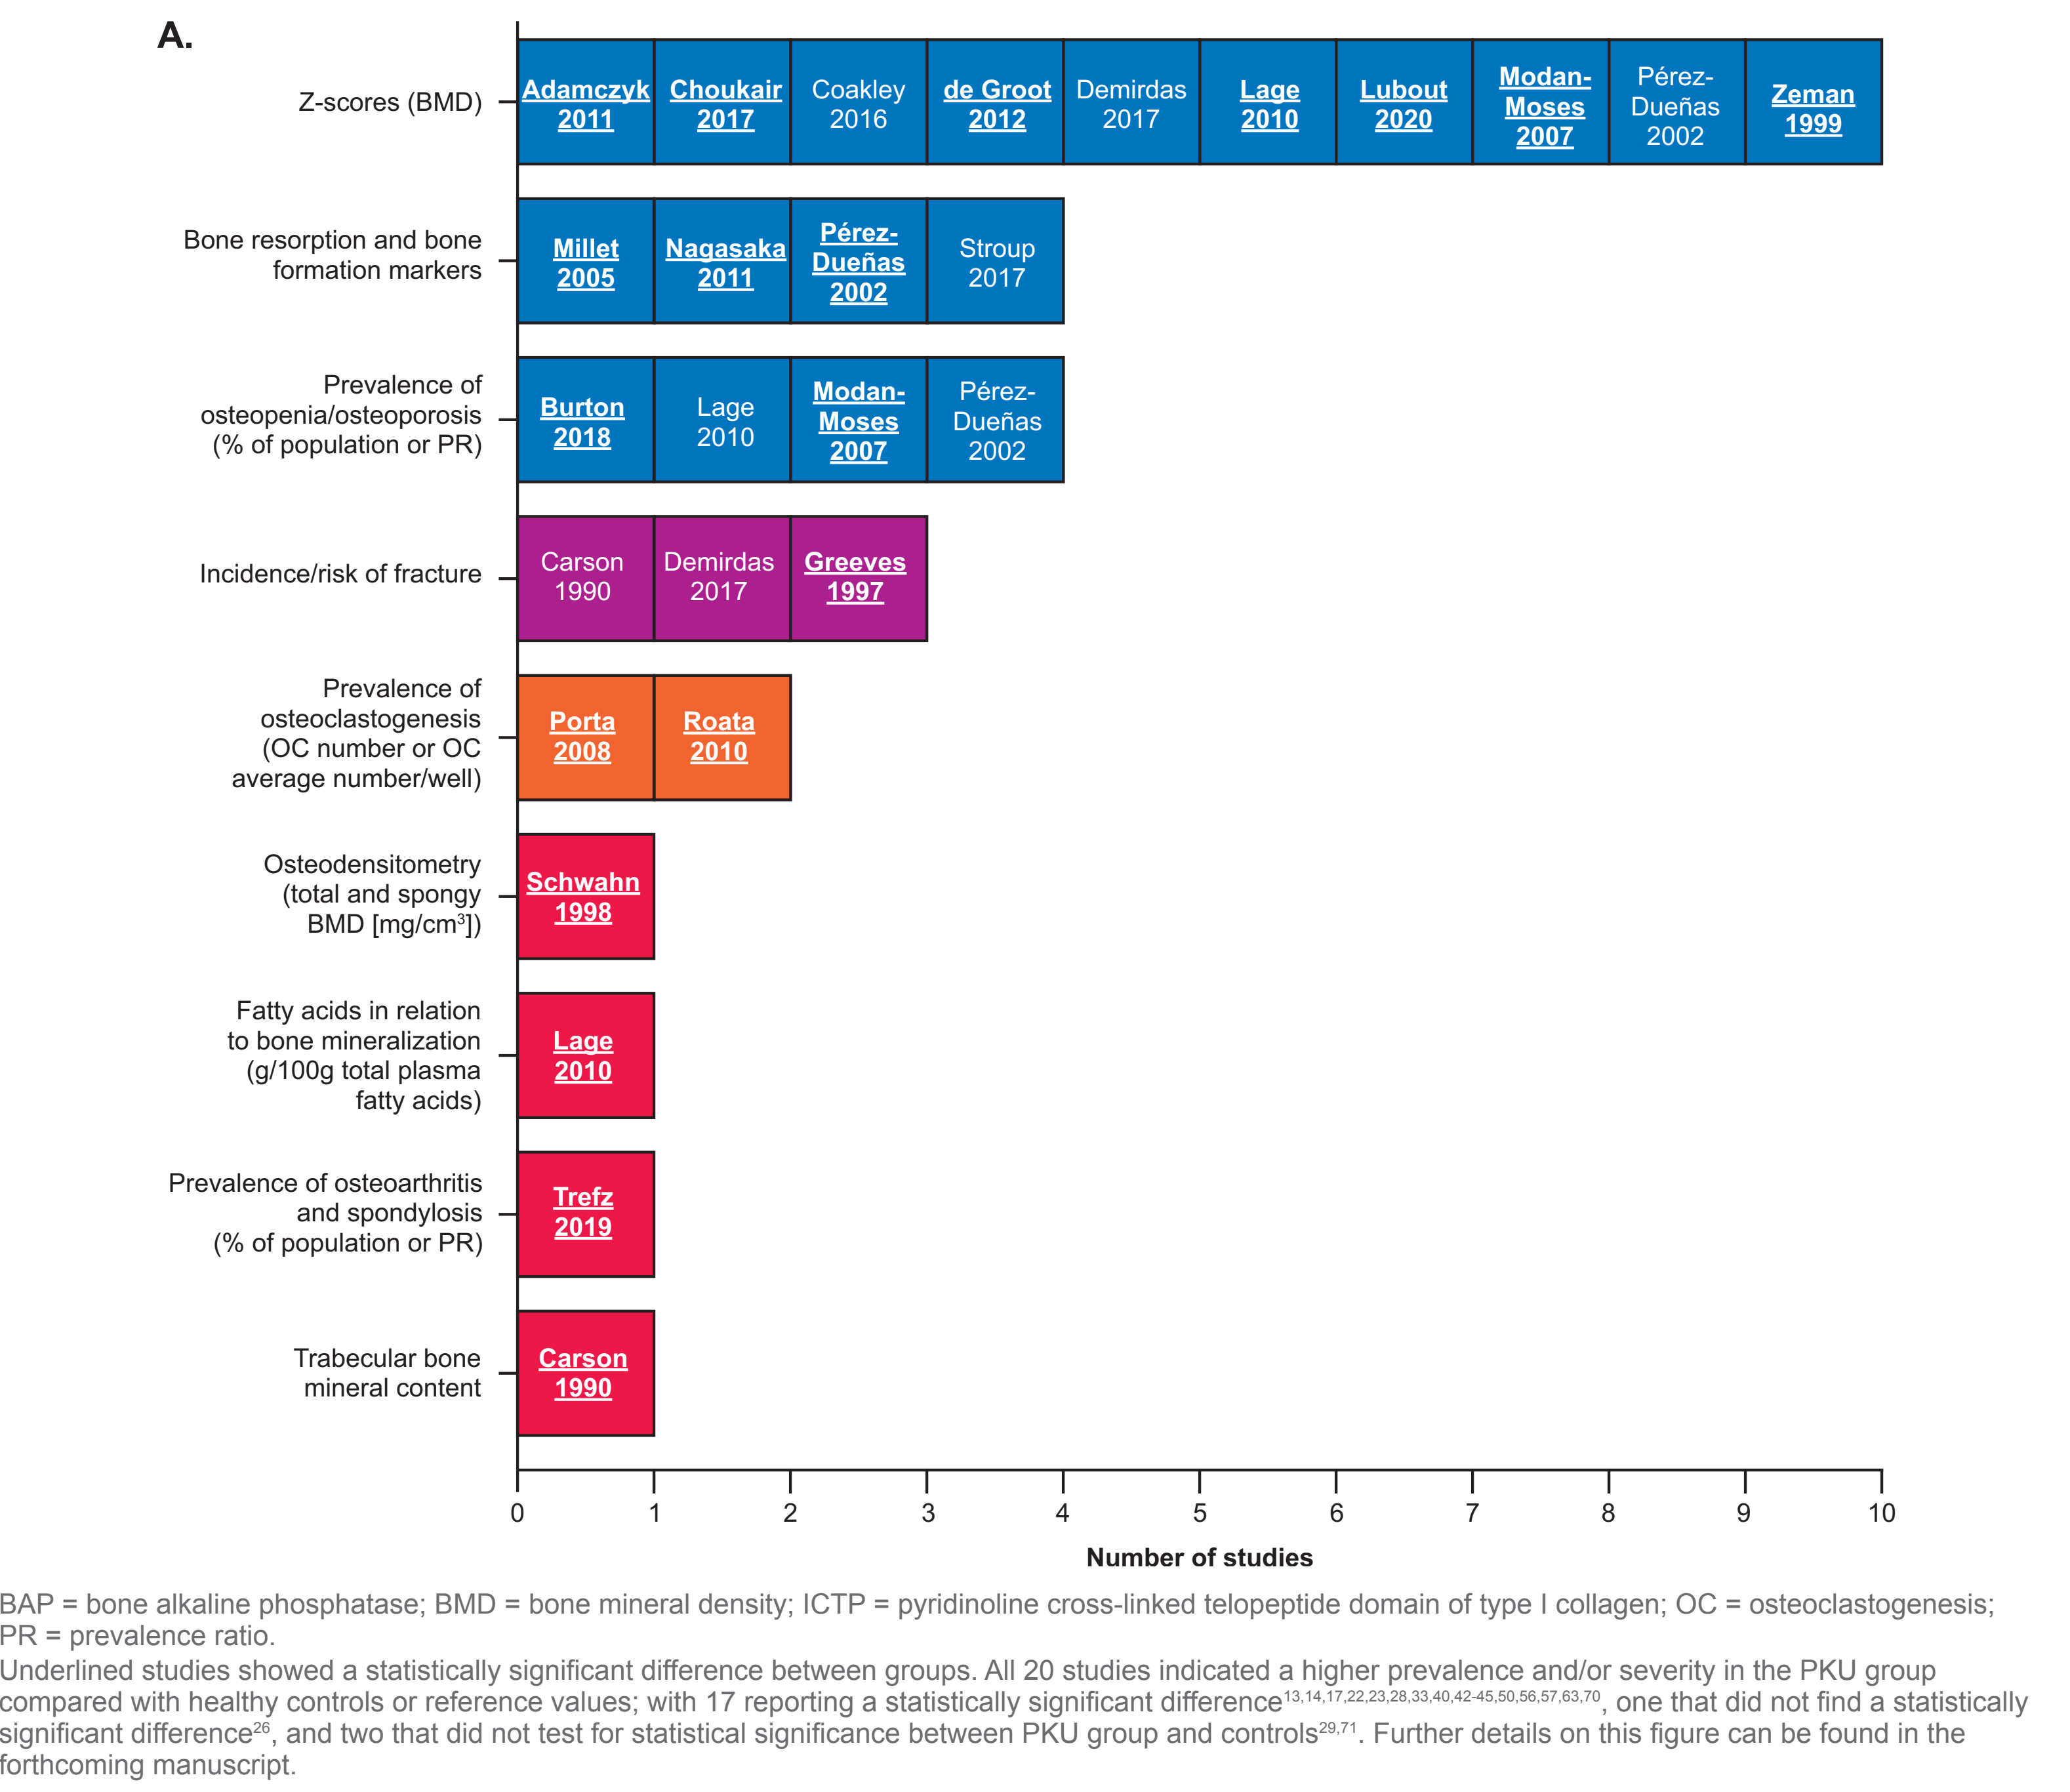 A.
Z-scores (BMD)
Adamczyk
2011
Choukair
2017
Coakley
2016
de Groot
2012
Demirdas
2017
Lage
2010
Lubout
2020
Modan-
Moses
2007
Pérez-
Dueñas
2002
Zeman
1999
Bone resorption and bone
formation markers
Millet
2005
Nagasaka
2011
Pérez-
Dueñas
2002
Stroup
2017
Prevalence of
osteopenia/osteoporosis
(% of population or PR)
Burton
2018
Lage
2010
Modan-
Moses
2007
Pérez-
Dueñas
2002
Incidence/risk of fracture
Carson
1990
Demirdas
2017
Greeves
1997
Prevalence of
osteoclastogenesis
(OC number or OC
average number/well)
Porta
2008
Roata
2010
Osteodensitometry
(total and spongy
BMD [mg/cm³])
Schwahn
1998
Fatty acids in relation
to bone mineralization
(g/100g total plasma
fatty acids)
Lage
2010
Prevalence of osteoarthritis
and spondylosis
(% of population or PR)
Trefz
2019
Trabecular bone
mineral content
Carson
1990
0 1 2 3 4 5 6 7 8 9 10
Number of studies
BAP = bone alkaline phosphatase; BMD = bone mineral density; ICTP = pyridinoline cross-linked telopeptide domain of type I collagen; OC = osteoclastogenesis;
PR = prevalence ratio.
Underlined studies showed a statistically significant difference between groups. All 20 studies indicated a higher prevalence and/or severity in the PKU group
compared with healthy controls or reference values; with 17 reporting a statistically significant difference13,14,17,22,23,28,33,40,42-45,50,56,57,63,70, one that did not find a statistically
significant difference26, and two that did not test for statistical significance between PKU group and controls29,71. Further details on this figure can be found in the
forthcoming manuscript.